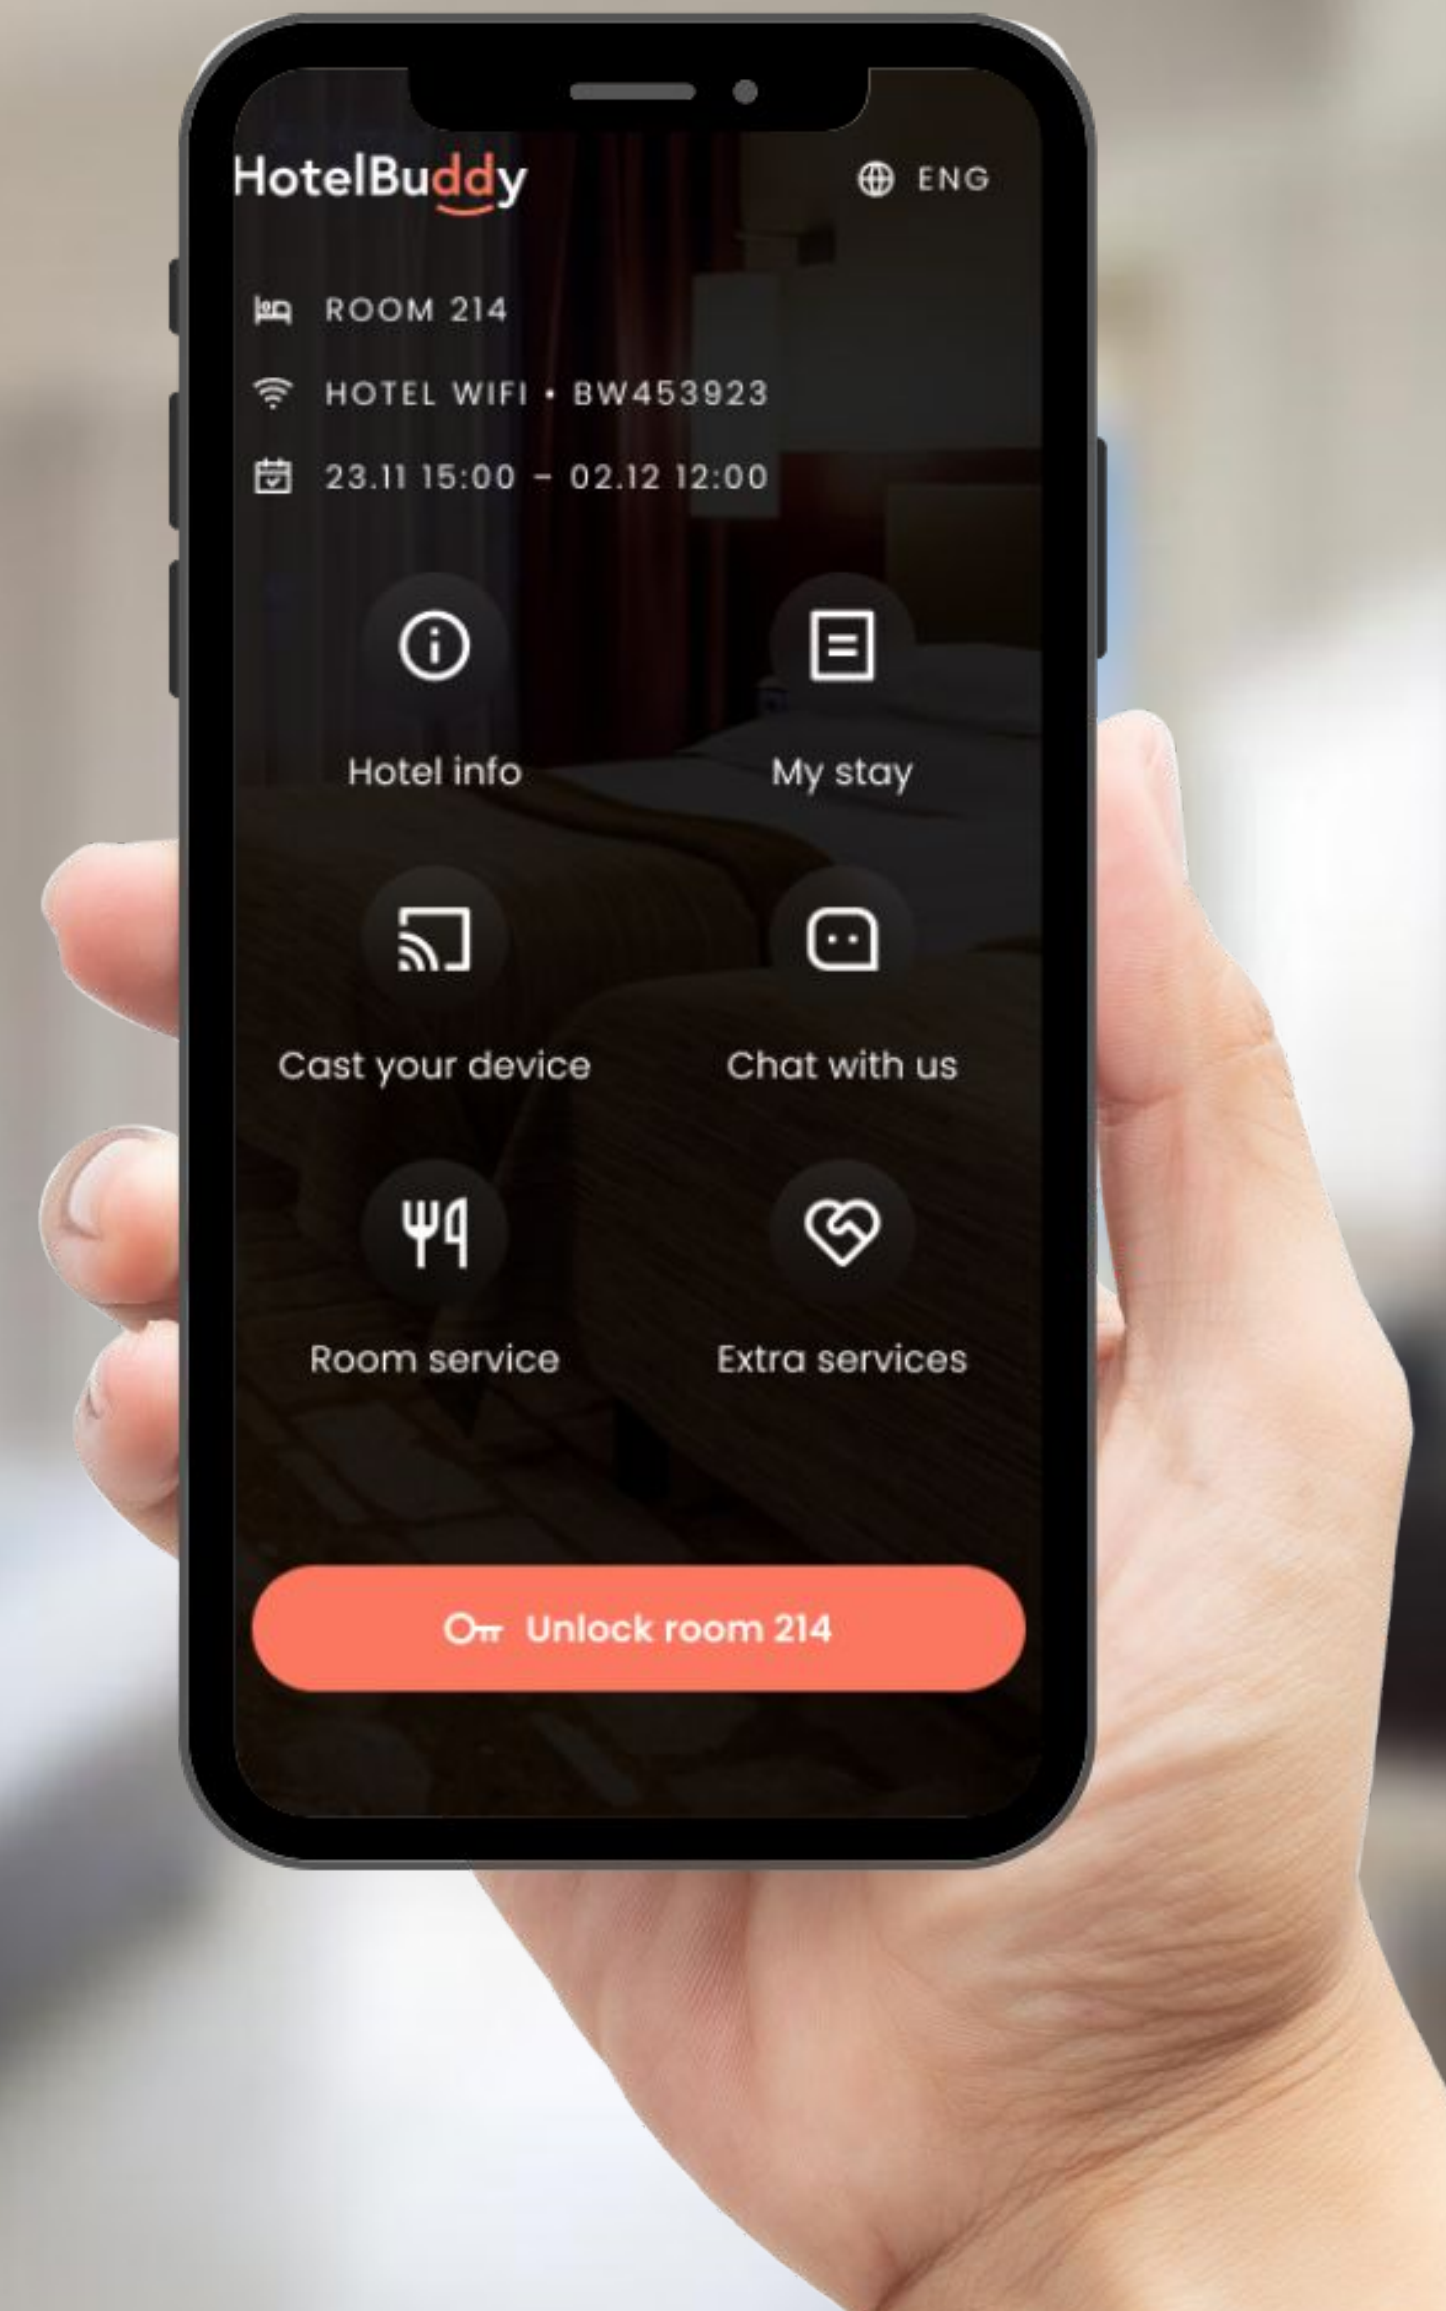 HotelBuddy
ENG
ROOM 214
HOTEL WIFI • BW453923
23.11 15:00 – 02.12 12:00
Hotel info
My stay
Cast your device
Chat with us
Room service
Extra services
Unlock room 214